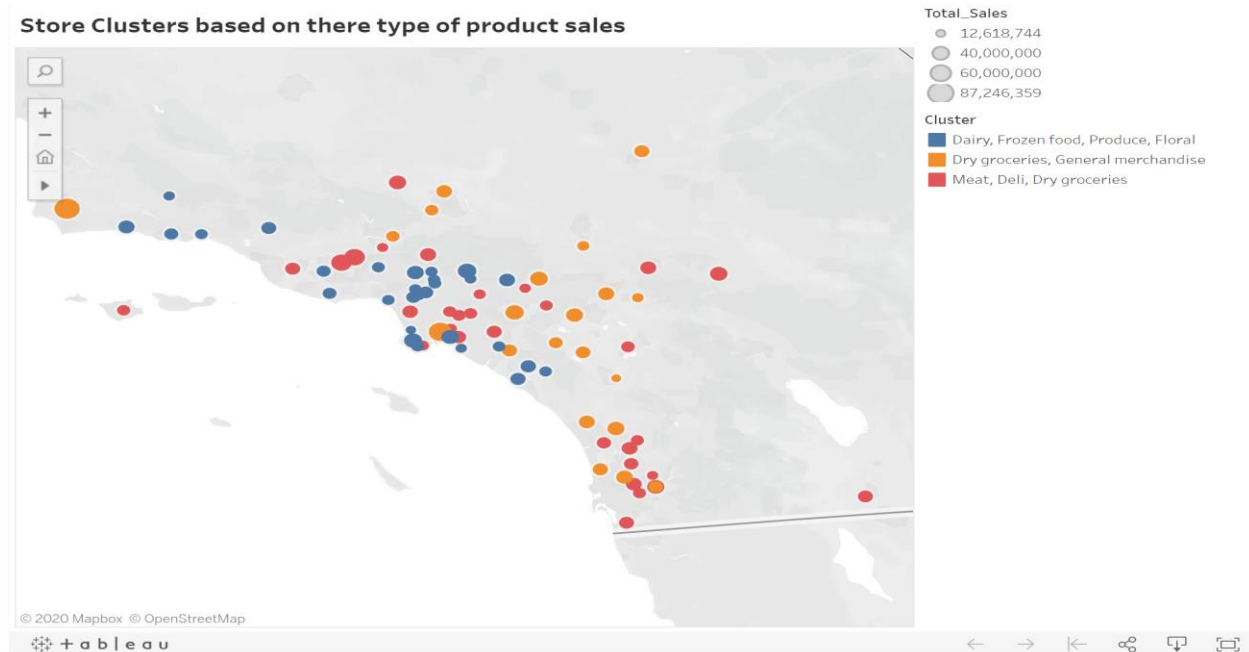 Store Clusters based on there type of product sales
Total_Sales
12,618,744
40,000,000
60,000,000
87,246,359
Cluster
Dairy, Frozen food, Produce, Floral
Dry groceries, General merchandise
Meat, Deli, Dry groceries
© 2020 Mapbox © OpenStreetMap
+ a b | e a u